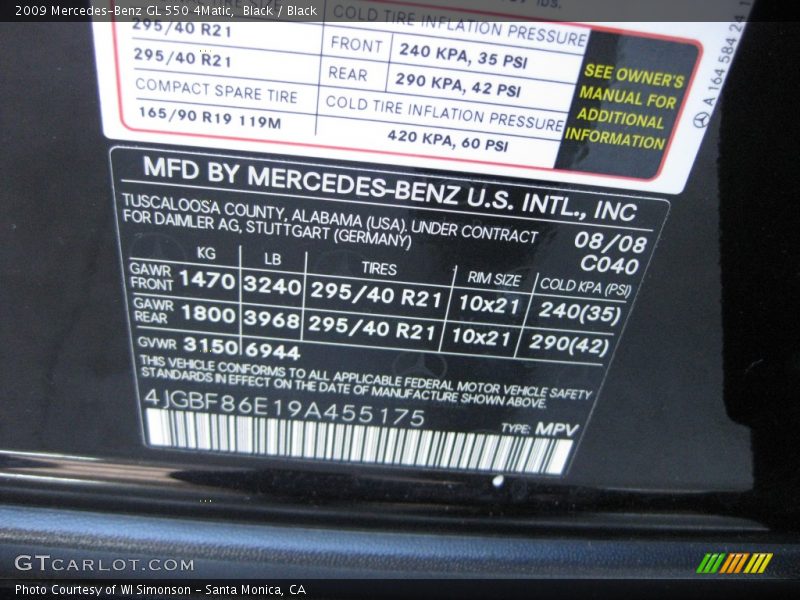 2009 Mercedes-Benz GL 550 4Matic, Black / Black
COLD TIRE INFLATION PRESSURE
295/40 R21
FRONT 240 KPA, 35 PSI
295/40 R21
REAR 290 KPA, 42 PSI
COMPACT SPARE TIRE
COLD TIRE INFLATION PRESSURE
165/90 R19 119M
420 KPA, 60 PSI
SEE OWNER'S
MANUAL FOR
ADDITIONAL
INFORMATION
A 164 584 24 1
MFD BY MERCEDES-BENZ U.S. INTL., INC
TUSCALOOSA COUNTY, ALABAMA (USA). UNDER CONTRACT
FOR DAIMLER AG, STUTTGART (GERMANY)
08/08
C040
KG LB TIRES RIM SIZE COLD KPA (PSI)
GAWR
FRONT 1470 3240 295/40 R21 10x21 240(35)
GAWR
REAR 1800 3968 295/40 R21 10x21 290(42)
GVWR 3150 6944
THIS VEHICLE CONFORMS TO ALL APPLICABLE FEDERAL MOTOR VEHICLE SAFETY
STANDARDS IN EFFECT ON THE DATE OF MANUFACTURE SHOWN ABOVE.
4JGBF86E19A455175
TYPE: MPV
GTCARLOT.COM
Photo Courtesy of WI Simonson - Santa Monica, CA